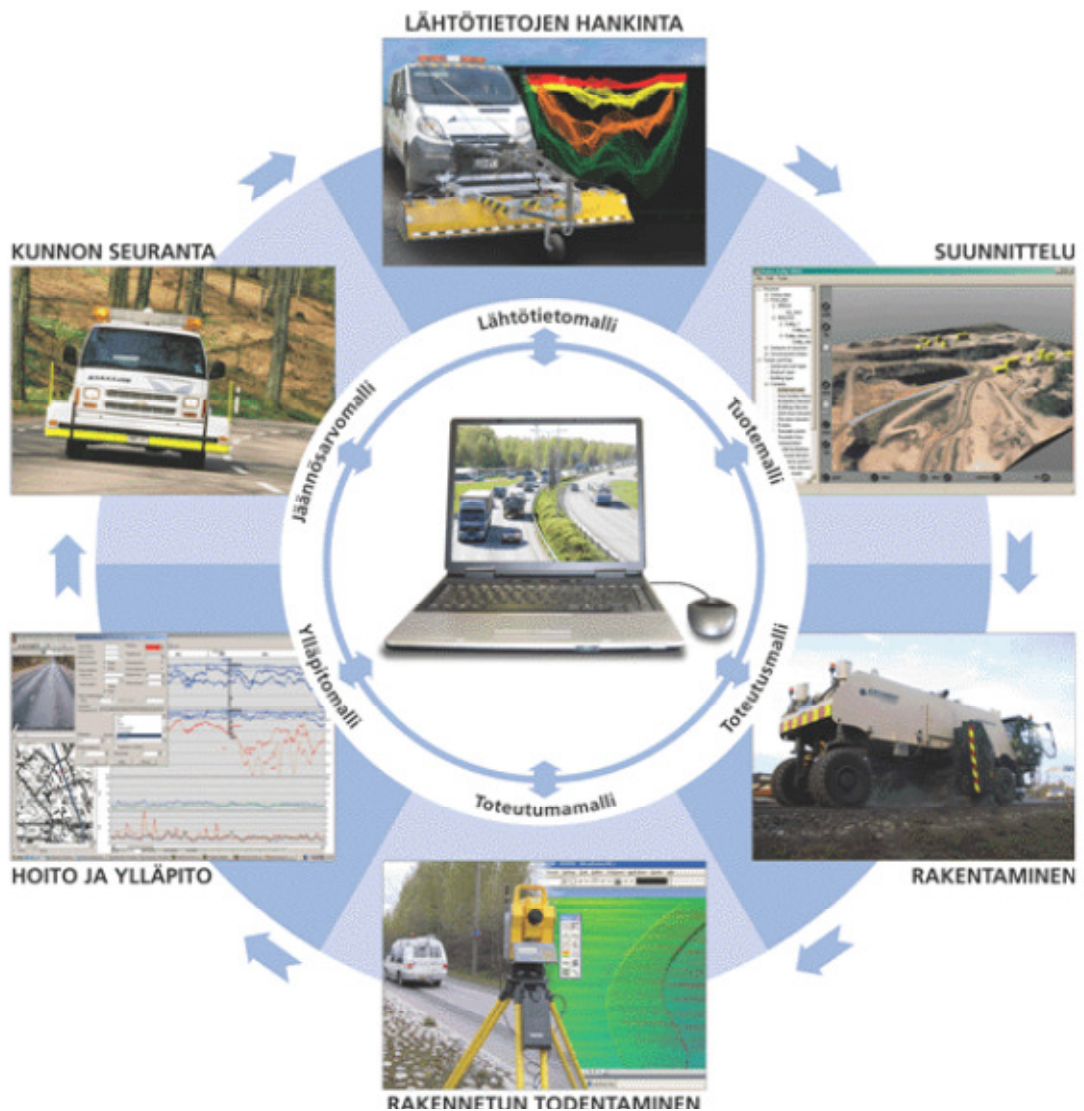 LÄHTÖTIETOJEN HANKINTA
SUUNNITTELU
RAKENTAMINEN
RAKENNETUN TODENTAMINEN
HOITO JA YLLÄPITO
KUNNON SEURANTA
Lähtötietomalli
Tuotemalli
Toteutusmalli
Toteutumamalli
Ylläpitomalli
Jäännösarvomalli